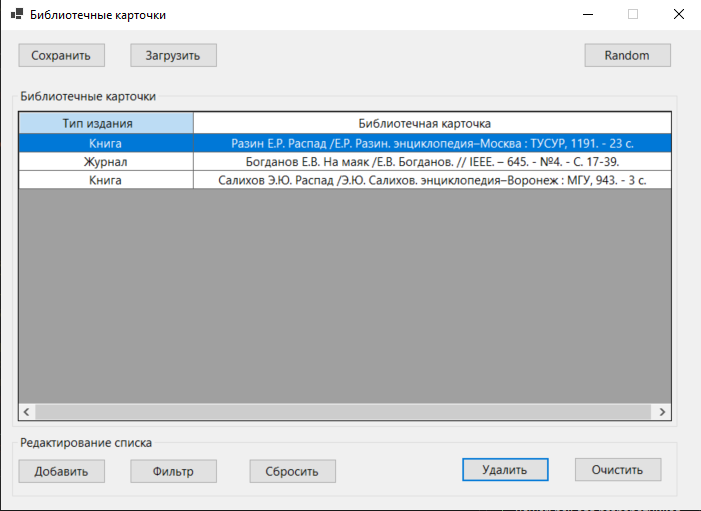 Библиотечные карточки
Сохранить Загрузить Random
Библиотечные карточки
Тип издания Библиотечная карточка
Книга Разин Е.Р. Распад /Е.Р. Разин. энциклопедия–Москва : ТУСУР, 1191. - 23 с.
Журнал Богданов Е.В. На маяк /Е.В. Богданов. // IEEE. – 645. - №4. - С. 17-39.
Книга Салихов Э.Ю. Распад /Э.Ю. Салихов. энциклопедия–Воронеж : МГУ, 943. - 3 с.
Редактирование списка
Добавить Фильтр Сбросить Удалить Очистить